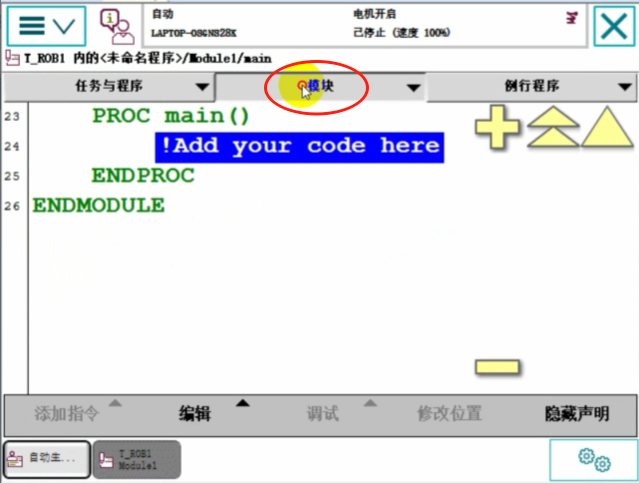 自动
LAPTOP-OSGNS28K
电机开启
已停止 (速度 100%)
T_ROB1 内的<未命名程序>/Module1/main
任务与程序
模块
例行程序
23 PROC main()
24 !Add your code here
25 ENDPROC
26 ENDMODULE
添加指令
编辑
调试
修改位置
隐藏声明
自动生...
T_ROB1
Module1